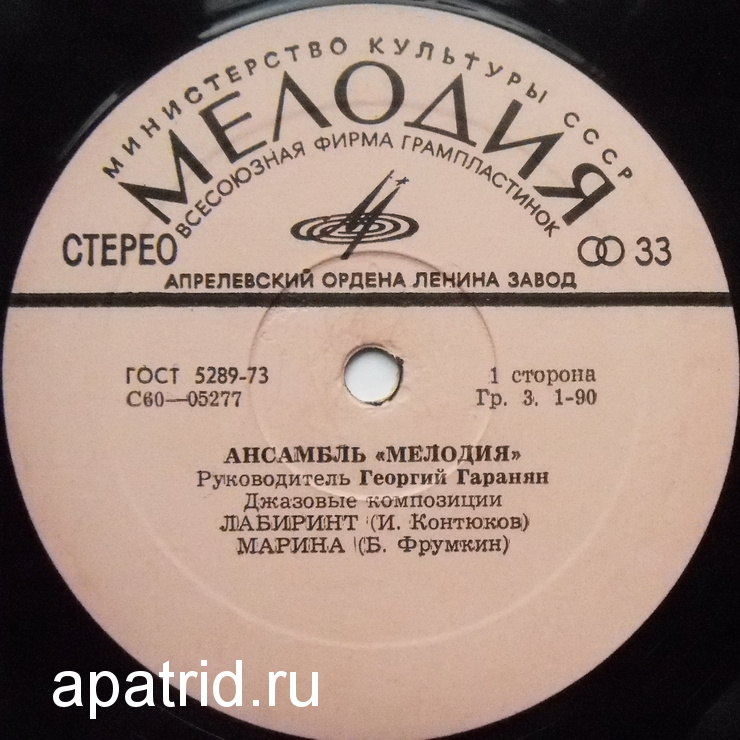 МИНИСТЕРСТВО КУЛЬТУРЫ СССР
МЕЛОДИЯ
ВСЕСОЮЗНАЯ ФИРМА ГРАМПЛАСТИНОК
СТЕРЕО 33
АПРЕЛЕВСКИЙ ОРДЕНА ЛЕНИНА ЗАВОД
ГОСТ 5289-73 1 сторона
С60—05277 Гр. 3. 1-90
АНСАМБЛЬ «МЕЛОДИЯ»
Руководитель Георгий Гаранян
Джазовые композиции
ЛАБИРИНТ (И. Контюков)
МАРИНА (Б. Фрумкин)
apatrid.ru